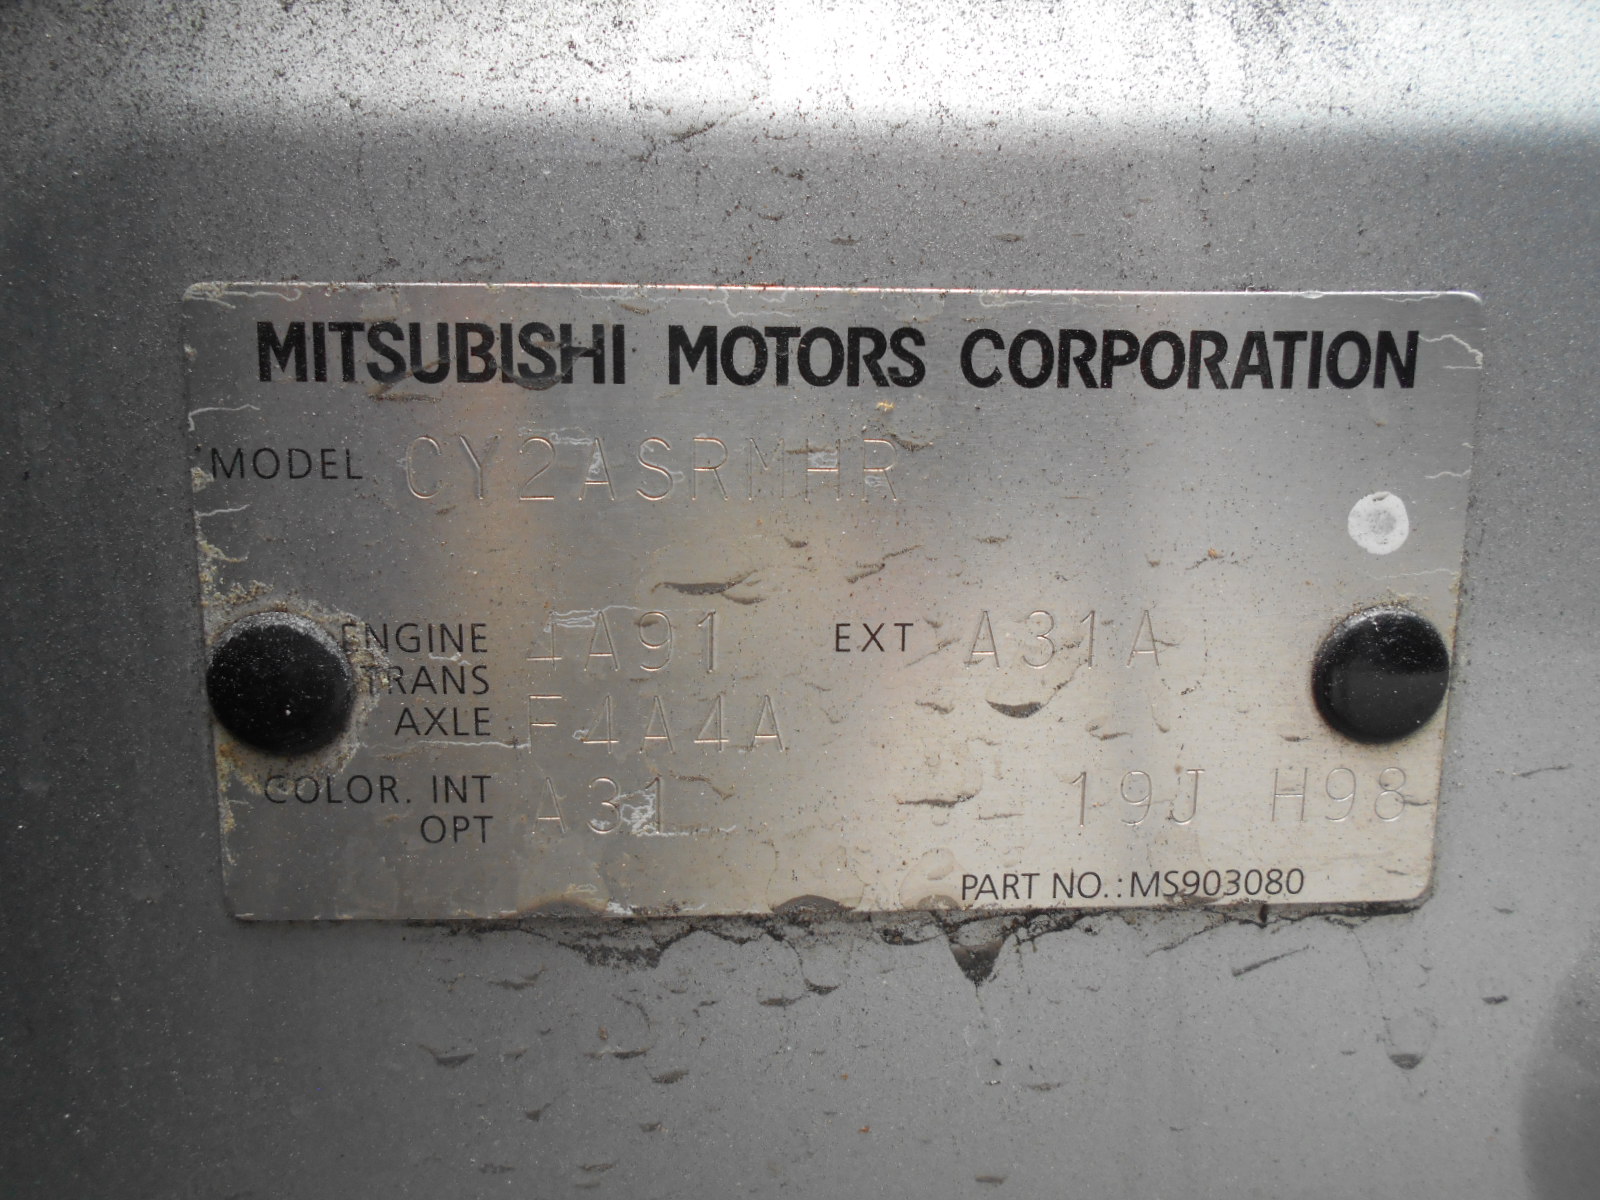 MITSUBISHI MOTORS CORPORATION
MODEL CY2ASRMHR
ENGINE 4A91 EXT A31A
TRANS
AXLE F4A4A
COLOR. INT A31 19J H98
OPT
PART NO.:MS903080